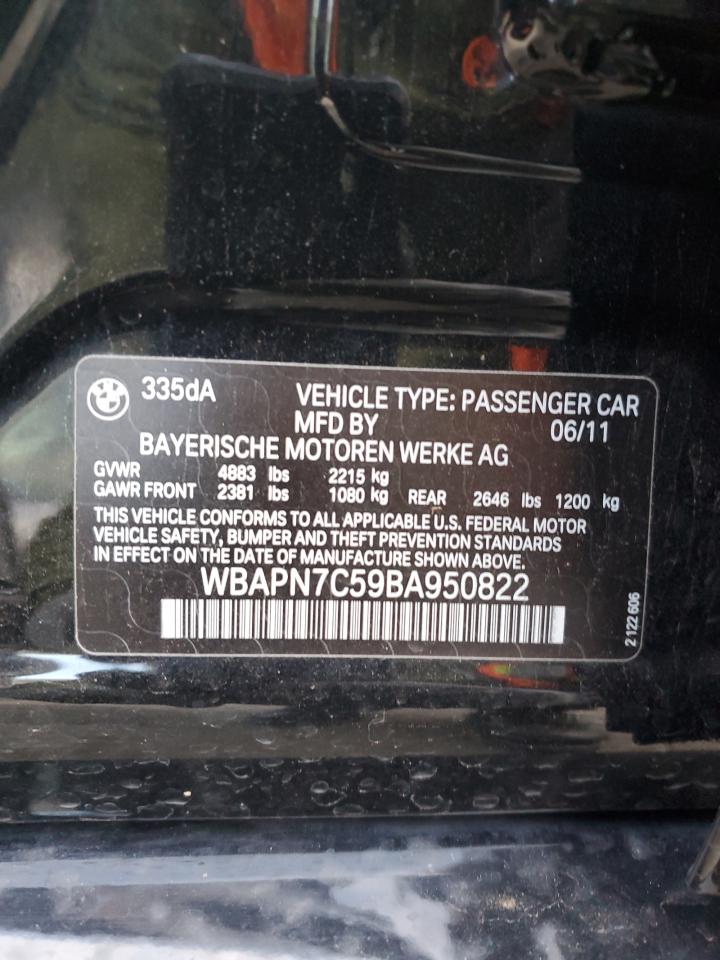 335dA VEHICLE TYPE: PASSENGER CAR
MFD BY 06/11
BAYERISCHE MOTOREN WERKE AG
GVWR 4883 lbs 2215 kg
GAWR FRONT 2381 lbs 1080 kg REAR 2646 lbs 1200 kg
THIS VEHICLE CONFORMS TO ALL APPLICABLE U.S. FEDERAL MOTOR
VEHICLE SAFETY, BUMPER AND THEFT PREVENTION STANDARDS
IN EFFECT ON THE DATE OF MANUFACTURE SHOWN ABOVE.
WBAPN7C59BA950822
2 122 606